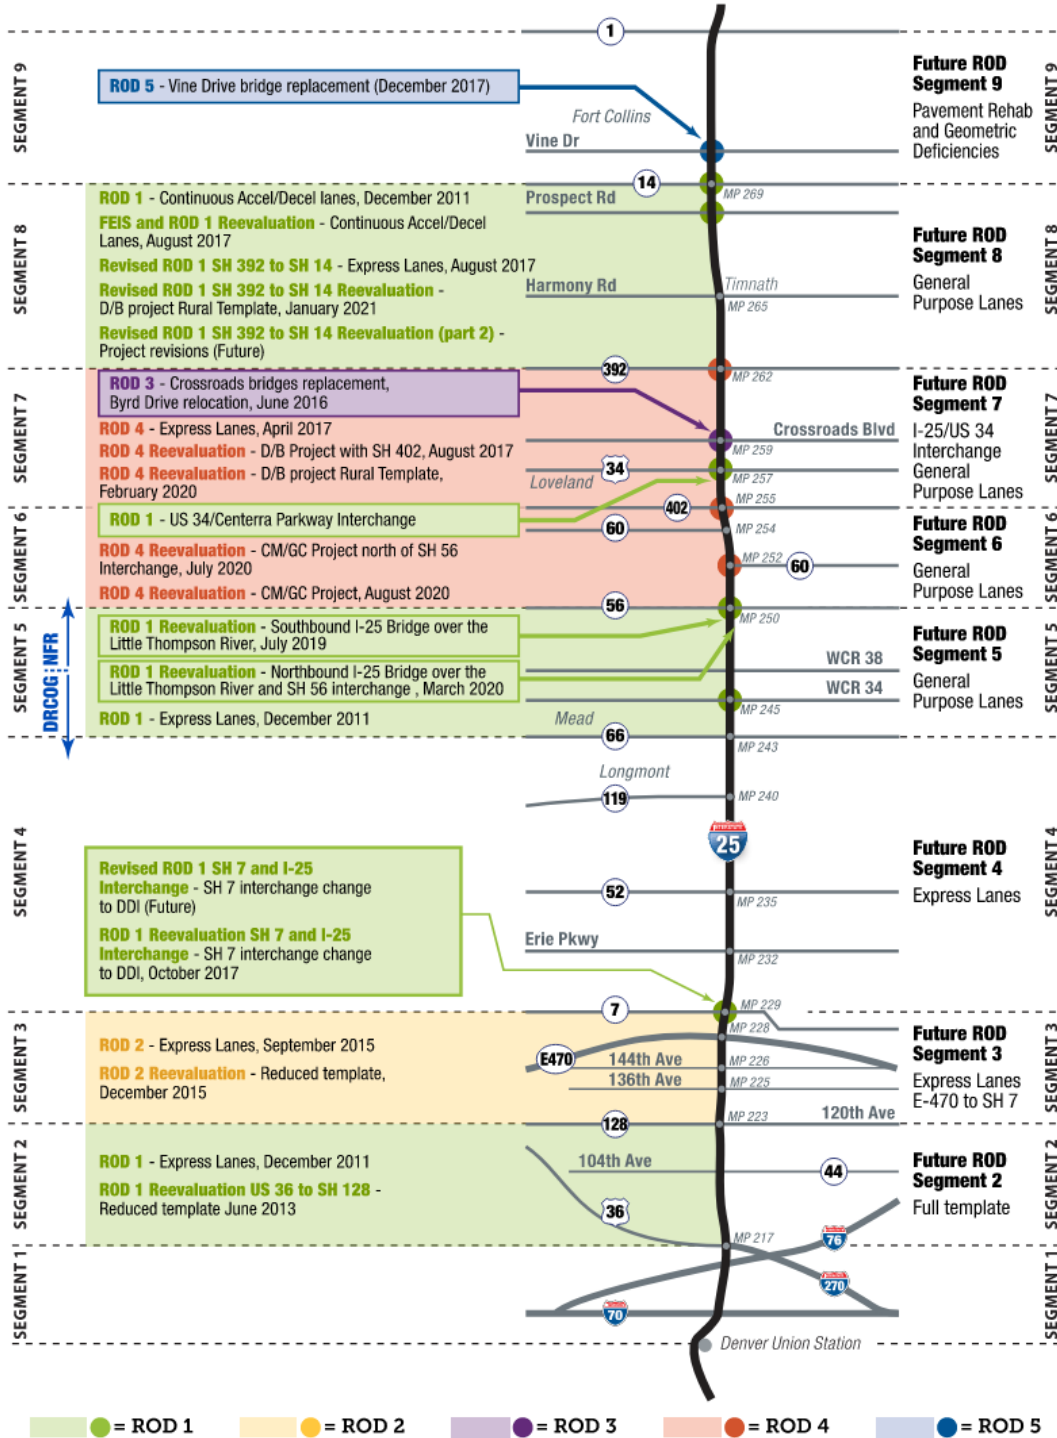 1
SEGMENT 9
ROD 5 - Vine Drive bridge replacement (December 2017)
Fort Collins
Vine Dr
Future ROD
Segment 9
Pavement Rehab
and Geometric
Deficiencies
SEGMENT 9
SEGMENT 8
ROD 1 - Continuous Accel/Decel lanes, December 2011
FEIS and ROD 1 Reevaluation - Continuous Accel/Decel
Lanes, August 2017
Revised ROD 1 SH 392 to SH 14 - Express Lanes, August 2017
Revised ROD 1 SH 392 to SH 14 Reevaluation -
D/B project Rural Template, January 2021
Revised ROD 1 SH 392 to SH 14 Reevaluation (part 2) -
Project revisions (Future)
14
MP 269
Prospect Rd
Harmony Rd
Timnath
MP 265
Future ROD
Segment 8
General
Purpose Lanes
SEGMENT 8
392
MP 262
SEGMENT 7
ROD 3 - Crossroads bridges replacement,
Byrd Drive relocation, June 2016
ROD 4 - Express Lanes, April 2017
ROD 4 Reevaluation - D/B Project with SH 402, August 2017
ROD 4 Reevaluation - D/B project Rural Template,
February 2020
ROD 1 - US 34/Centerra Parkway Interchange
Crossroads Blvd
MP 259
34
Loveland
MP 257
402
MP 255
Future ROD
Segment 7
I-25/US 34
Interchange
General
Purpose Lanes
SEGMENT 7
SEGMENT 6
60
MP 254
ROD 4 Reevaluation - CM/GC Project north of SH 56
Interchange, July 2020
ROD 4 Reevaluation - CM/GC Project, August 2020
MP 252
60
Future ROD
Segment 6
General
Purpose Lanes
SEGMENT 6
56
MP 250
SEGMENT 5
DRCOG NFR
ROD 1 Reevaluation - Southbound I-25 Bridge over the
Little Thompson River, July 2019
ROD 1 Reevaluation - Northbound I-25 Bridge over the
Little Thompson River and SH 56 interchange , March 2020
ROD 1 - Express Lanes, December 2011
WCR 38
WCR 34
MP 245
Mead
66
MP 243
Future ROD
Segment 5
General
Purpose Lanes
SEGMENT 5
SEGMENT 4
Longmont
119
MP 240
INTERSTATE
25
Revised ROD 1 SH 7 and I-25
Interchange - SH 7 interchange change
to DDI (Future)
ROD 1 Reevaluation SH 7 and I-25
Interchange - SH 7 interchange change
to DDI, October 2017
52
MP 235
Erie Pkwy
MP 232
Future ROD
Segment 4
Express Lanes
SEGMENT 4
7
MP 229
MP 228
SEGMENT 3
ROD 2 - Express Lanes, September 2015
ROD 2 Reevaluation - Reduced template,
December 2015
E470
144th Ave
MP 226
136th Ave
MP 225
128
MP 223
120th Ave
Future ROD
Segment 3
Express Lanes
E-470 to SH 7
SEGMENT 3
SEGMENT 2
ROD 1 - Express Lanes, December 2011
ROD 1 Reevaluation US 36 to SH 128 -
Reduced template June 2013
104th Ave
44
36
MP 217
Future ROD
Segment 2
Full template
SEGMENT 2
SEGMENT 1
76
270
70
SEGMENT 1
Denver Union Station
= ROD 1
= ROD 2
= ROD 3
= ROD 4
= ROD 5